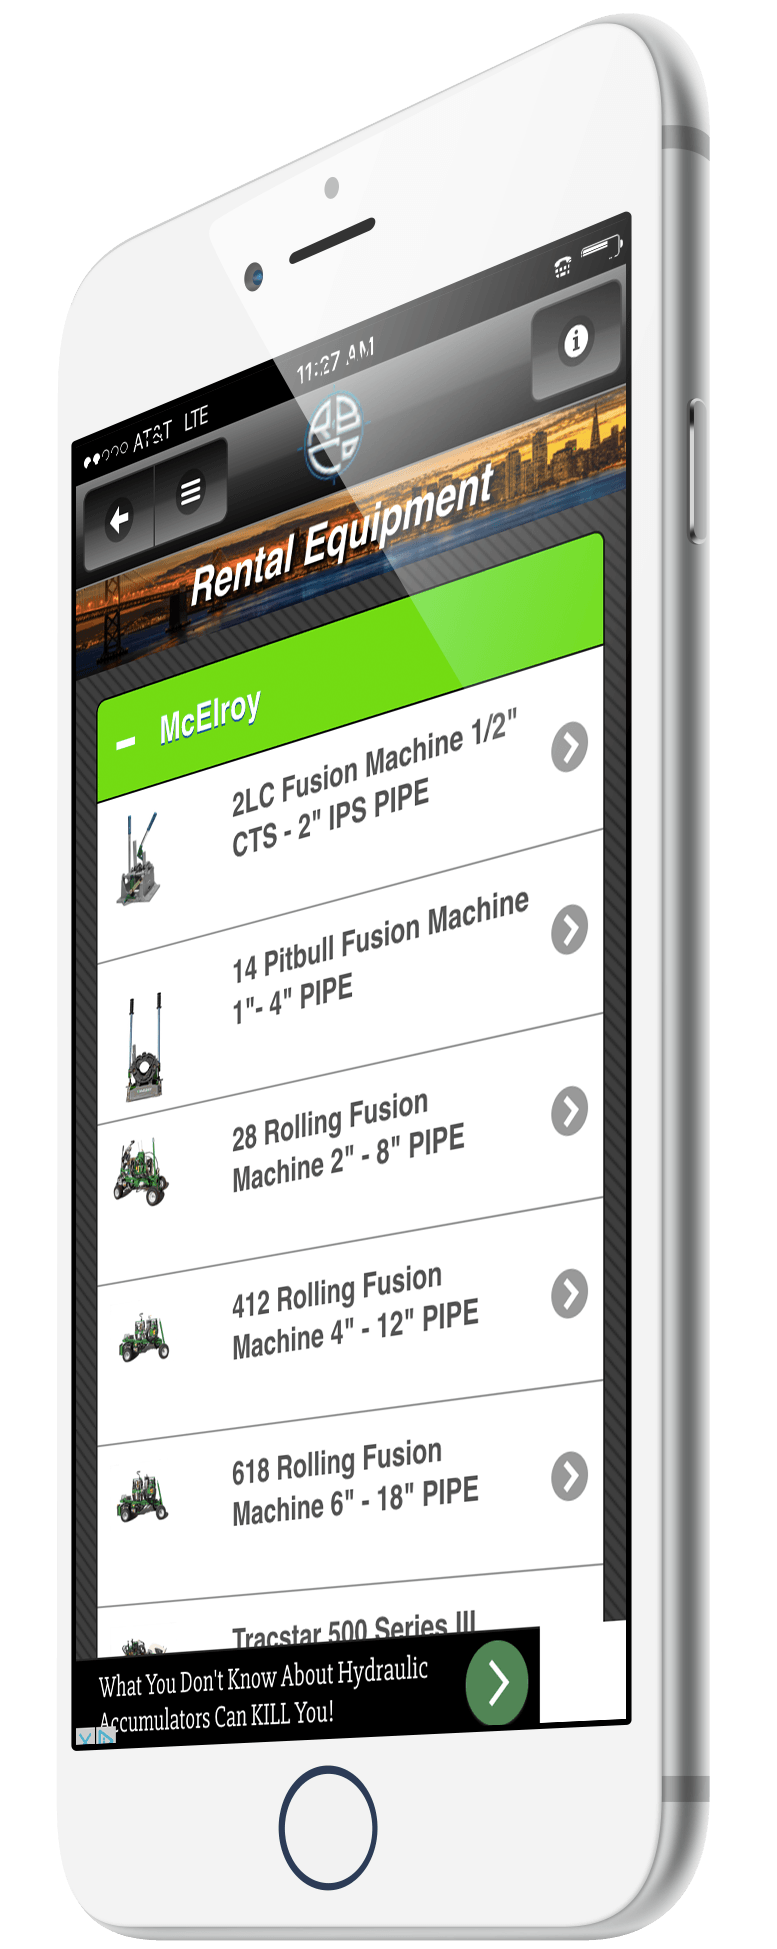 AT&T LTE
11:27 AM
Rental Equipment
McElroy
2LC Fusion Machine 1/2"
CTS - 2" IPS PIPE
14 Pitbull Fusion Machine
1"- 4" PIPE
28 Rolling Fusion
Machine 2" - 8" PIPE
412 Rolling Fusion
Machine 4" - 12" PIPE
618 Rolling Fusion
Machine 6" - 18" PIPE
Tracstar 500 Series III
What You Don't Know About Hydraulic
Accumulators Can KILL You!